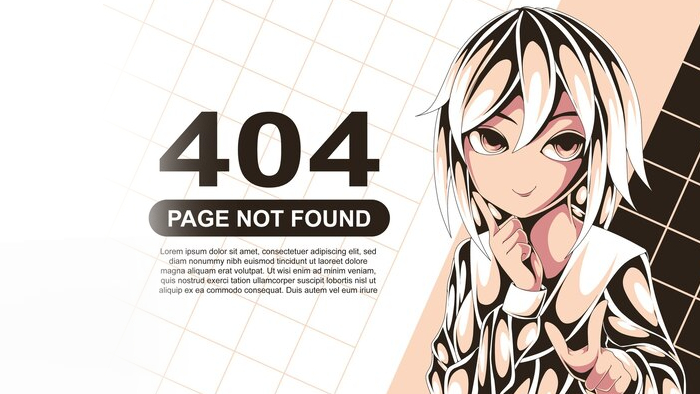 404
PAGE NOT FOUND
Lorem ipsum dolor sit amet, consectetuer adipiscing elit, sed
diam nonummy nibh euismod tincidunt ut laoreet dolore
magna aliquam erat volutpat. Ut wisi enim ad minim veniam,
quis nostrud exerci tation ullamcorper suscipit lobortis nisl ut
aliquip ex ea commodo consequat. Duis autem vel eum iriure